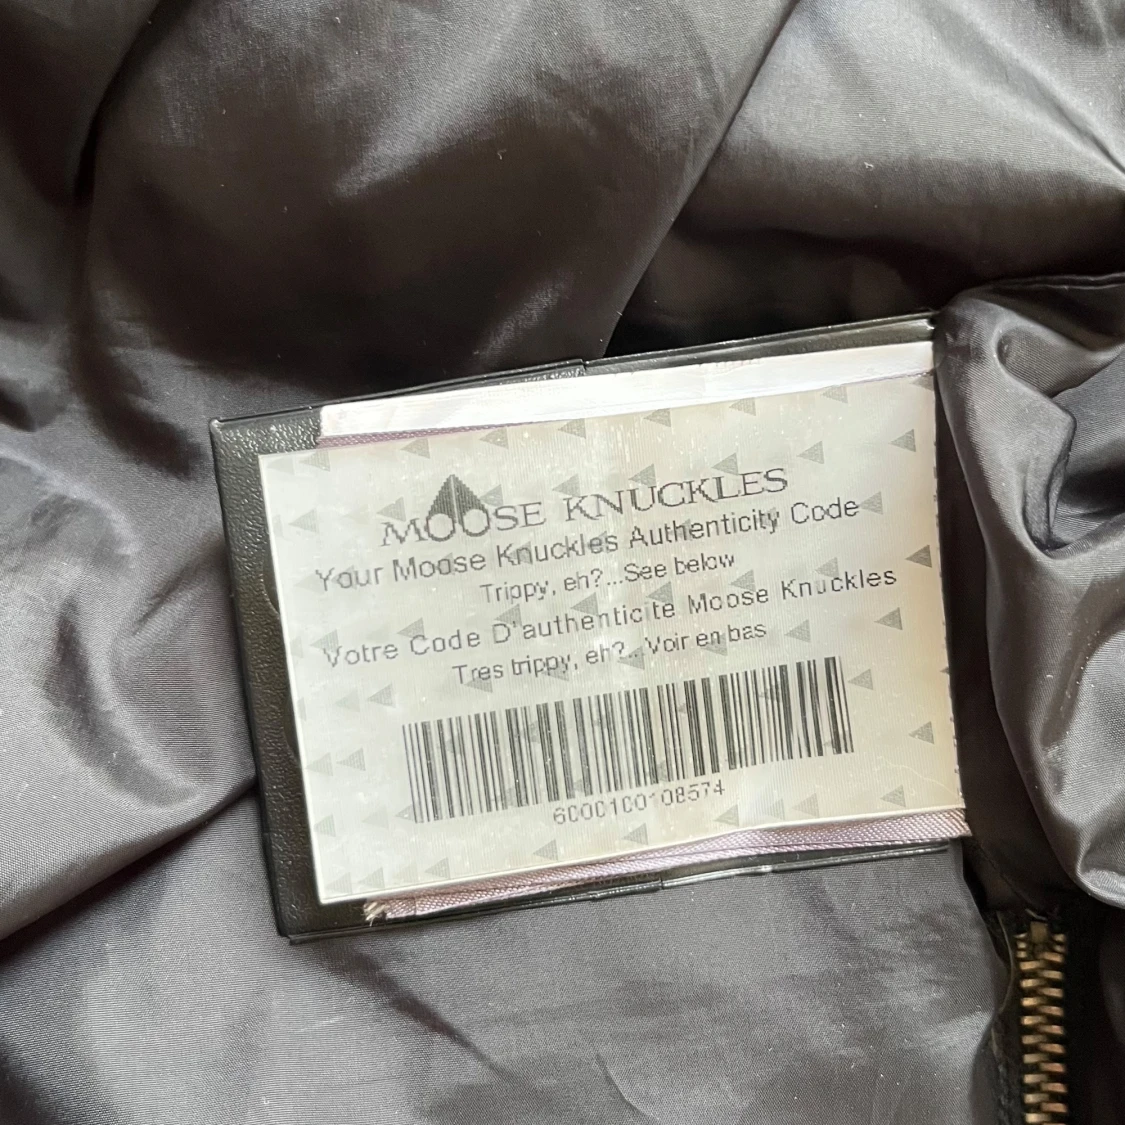 MOOSE KNUCKLES
Your Moose Knuckles Authenticity Code
Trippy, eh?...See below
Votre Code D'authenticite Moose Knuckles
Tres trippy, eh?...Voir en bas
6000100108574